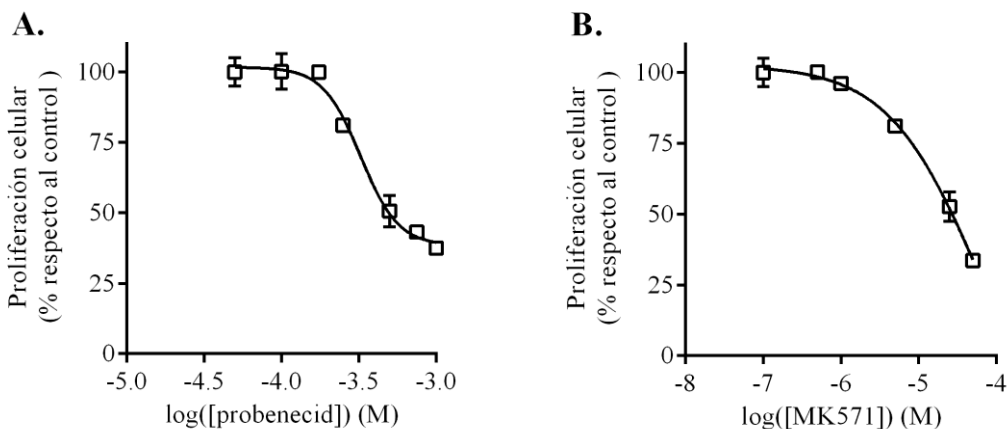 A.
Proliferación celular
(% respecto al control)
100
75
50
25
0
-5.0 -4.5 -4.0 -3.5 -3.0
log([probenecid]) (M)
B.
Proliferación celular
(% respecto al control)
100
75
50
25
0
-8 -7 -6 -5 -4
log([MK571]) (M)